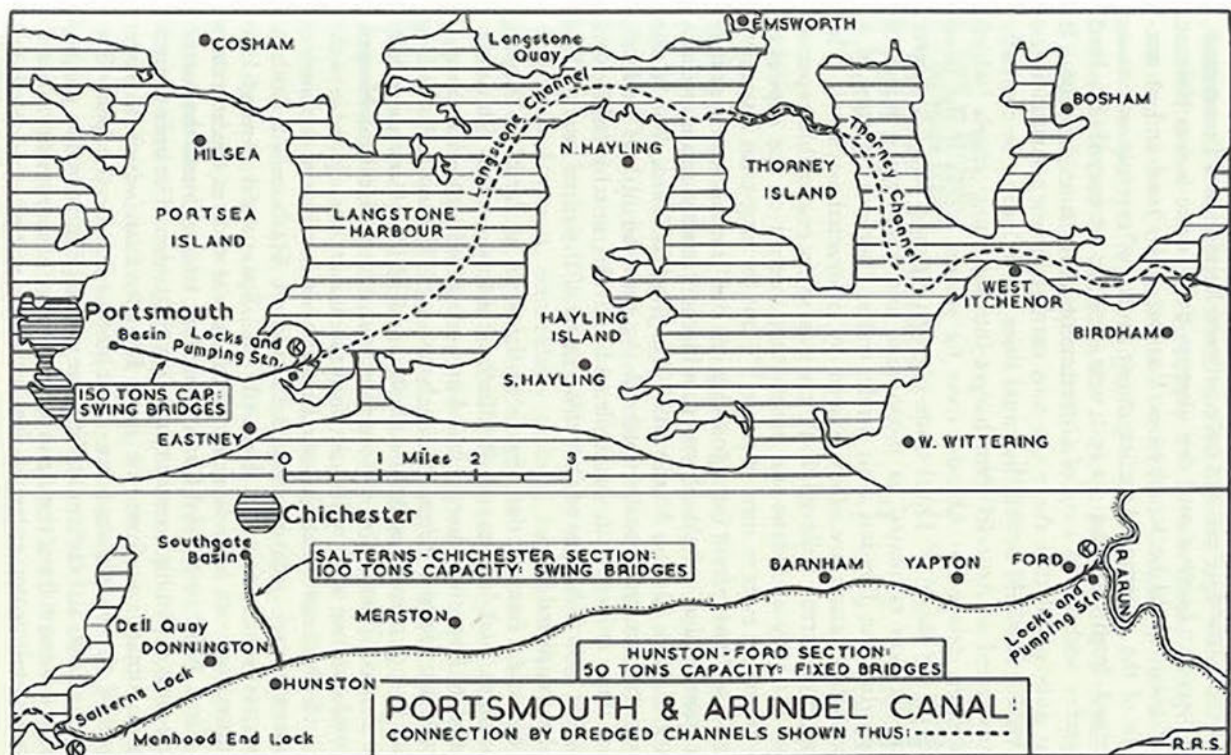 COSHAM
Langstone
Quay
EMSWORTH
BOSHAM
HILSEA
Langstone Channel
N. HAYLING
Thorney Channel
THORNEY
ISLAND
PORTSEA
ISLAND
LANGSTONE
HARBOUR
WEST
ITCHENOR
Portsmouth
Basin
Locks and
Pumping Stn.
K
HAYLING
ISLAND
BIRDHAM
S. HAYLING
150 TONS CAP:
SWING BRIDGES
EASTNEY
W. WITTERING
0 1 Miles 2 3
Chichester
Southgate
Basin
SALTERNS-CHICHESTER SECTION:
100 TONS CAPACITY: SWING BRIDGES
BARNHAM
YAPTON
FORD
K
R. ARUN
MERSTON
Locks and
Pumping Stn.
Dell Quay
DONNINGTON
HUNSTON
HUNSTON-FORD SECTION:
50 TONS CAPACITY: FIXED BRIDGES
Salterns Lock
Manhood End Lock
K
PORTSMOUTH & ARUNDEL CANAL:
CONNECTION BY DREDGED CHANNELS SHOWN THUS:
R.R.S.